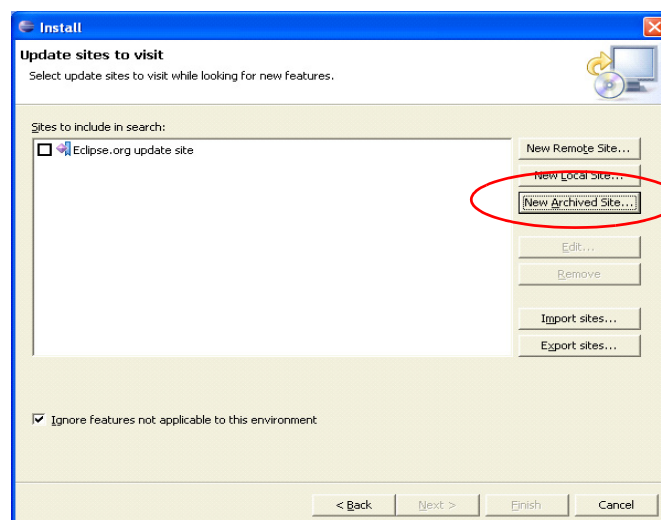 Install
Update sites to visit
Select update sites to visit while looking for new features.
Sites to include in search:
Eclipse.org update site
New Remote Site...
New Local Site...
New Archived Site...
Edit...
Remove
Import sites...
Export sites...
Ignore features not applicable to this environment
< Back
Next >
Finish
Cancel